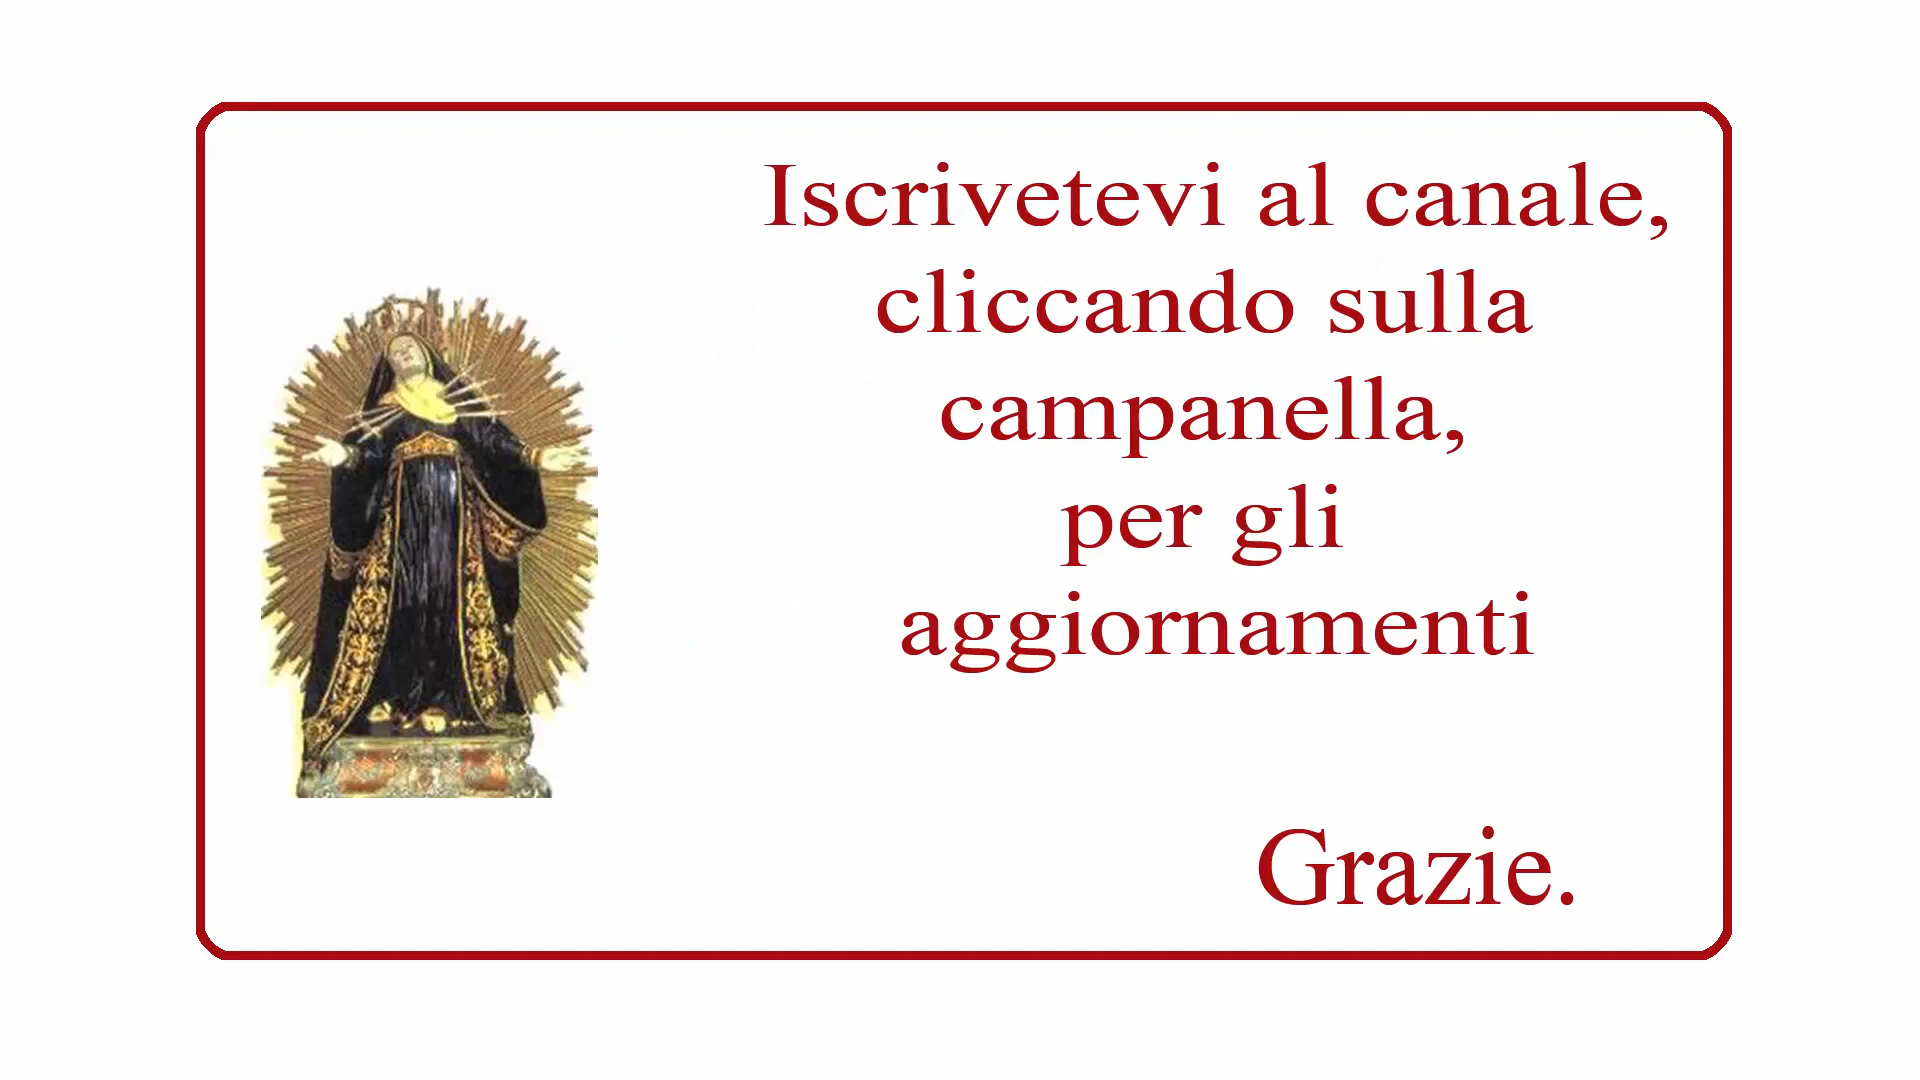 Iscrivetevi al canale,
cliccando sulla
campanella,
per gli
aggiornamenti
Grazie.